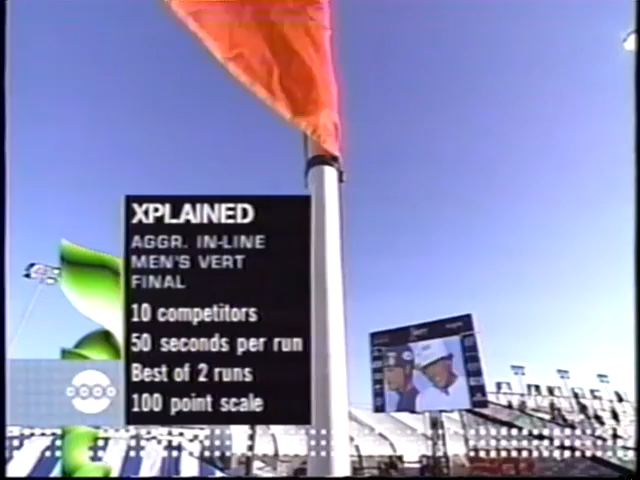 XPLAINED
AGGR. IN-LINE
MEN'S VERT
FINAL
10 competitors
50 seconds per run
Best of 2 runs
100 point scale